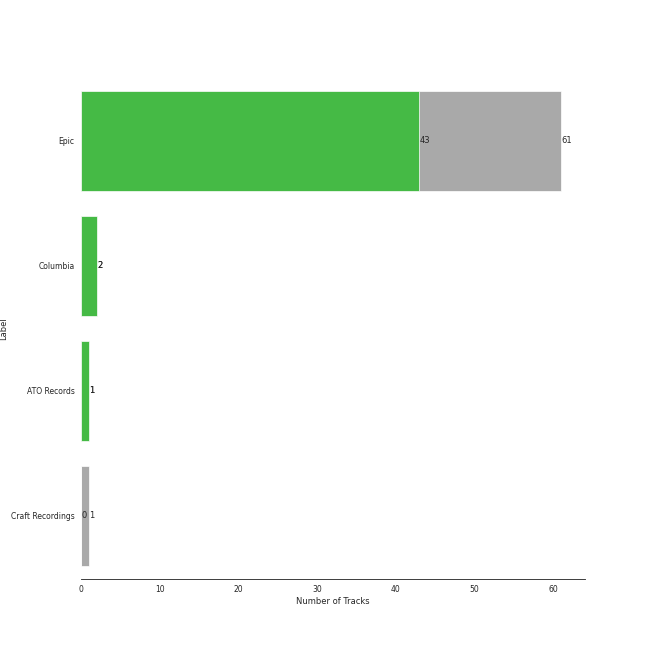 Epic
43
61
Columbia
2
Label
ATO Records
1
Craft Recordings
0 1
0 10 20 30 40 50 60
Number of Tracks